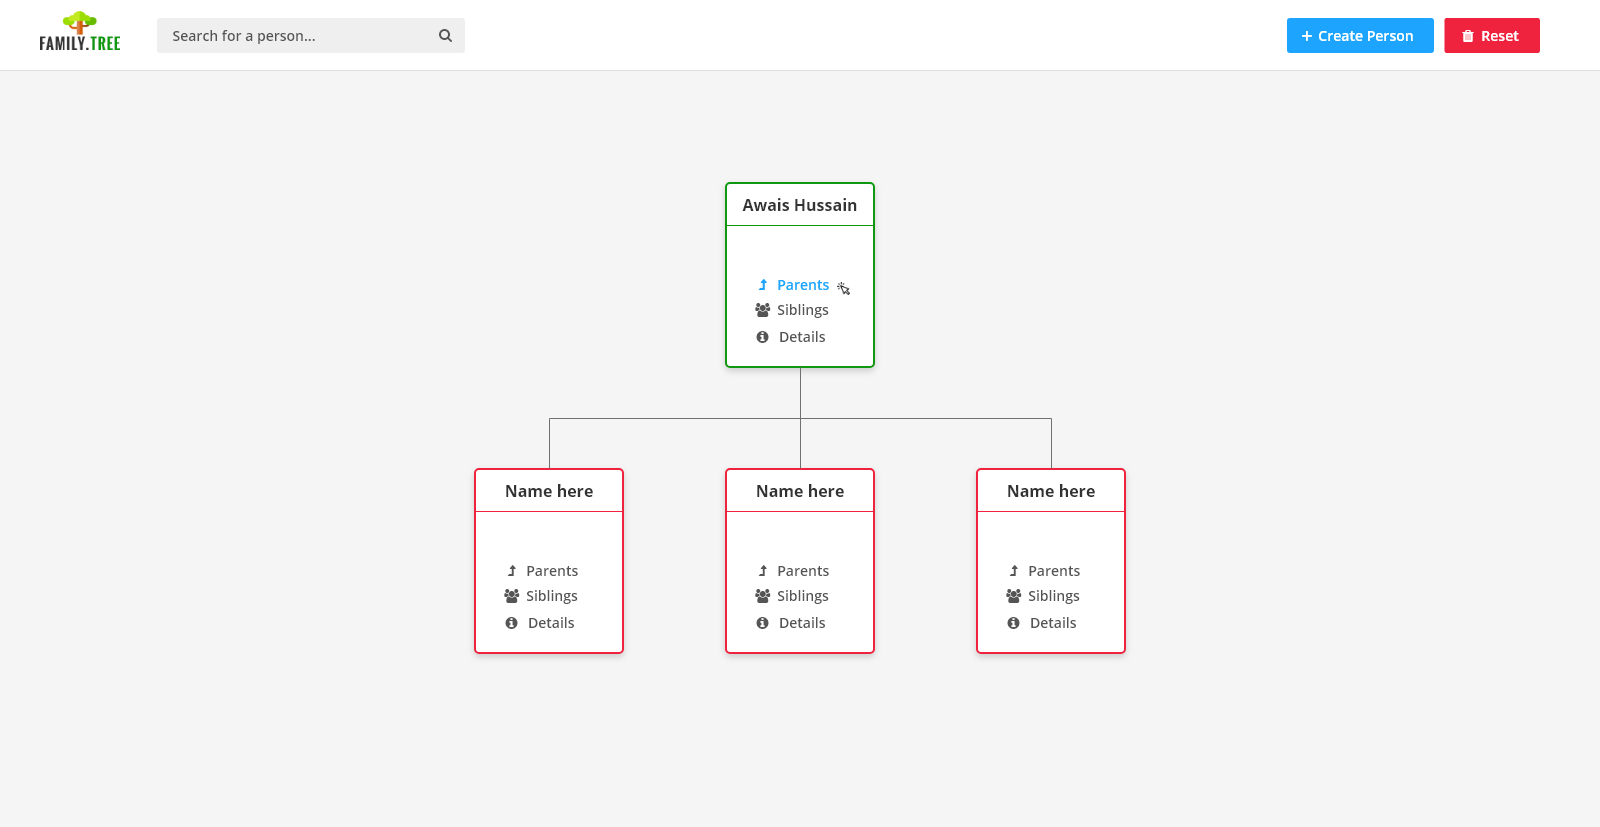 FAMILY.TREE
Search for a person...
Create Person
Reset
Awais Hussain
Parents
Siblings
Details
Name here
Parents
Siblings
Details
Name here
Parents
Siblings
Details
Name here
Parents
Siblings
Details